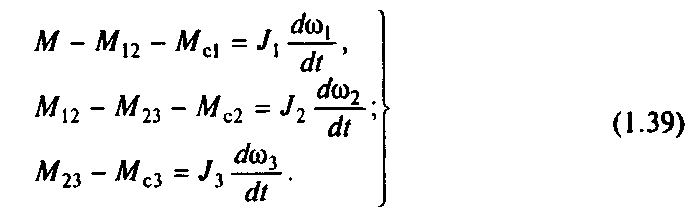 M − M₁₂ − M_c1 = J₁ dω₁/dt,
M₁₂ − M₂₃ − M_c2 = J₂ dω₂/dt;
(1.39)
M₂₃ − M_c3 = J₃ dω₃/dt.